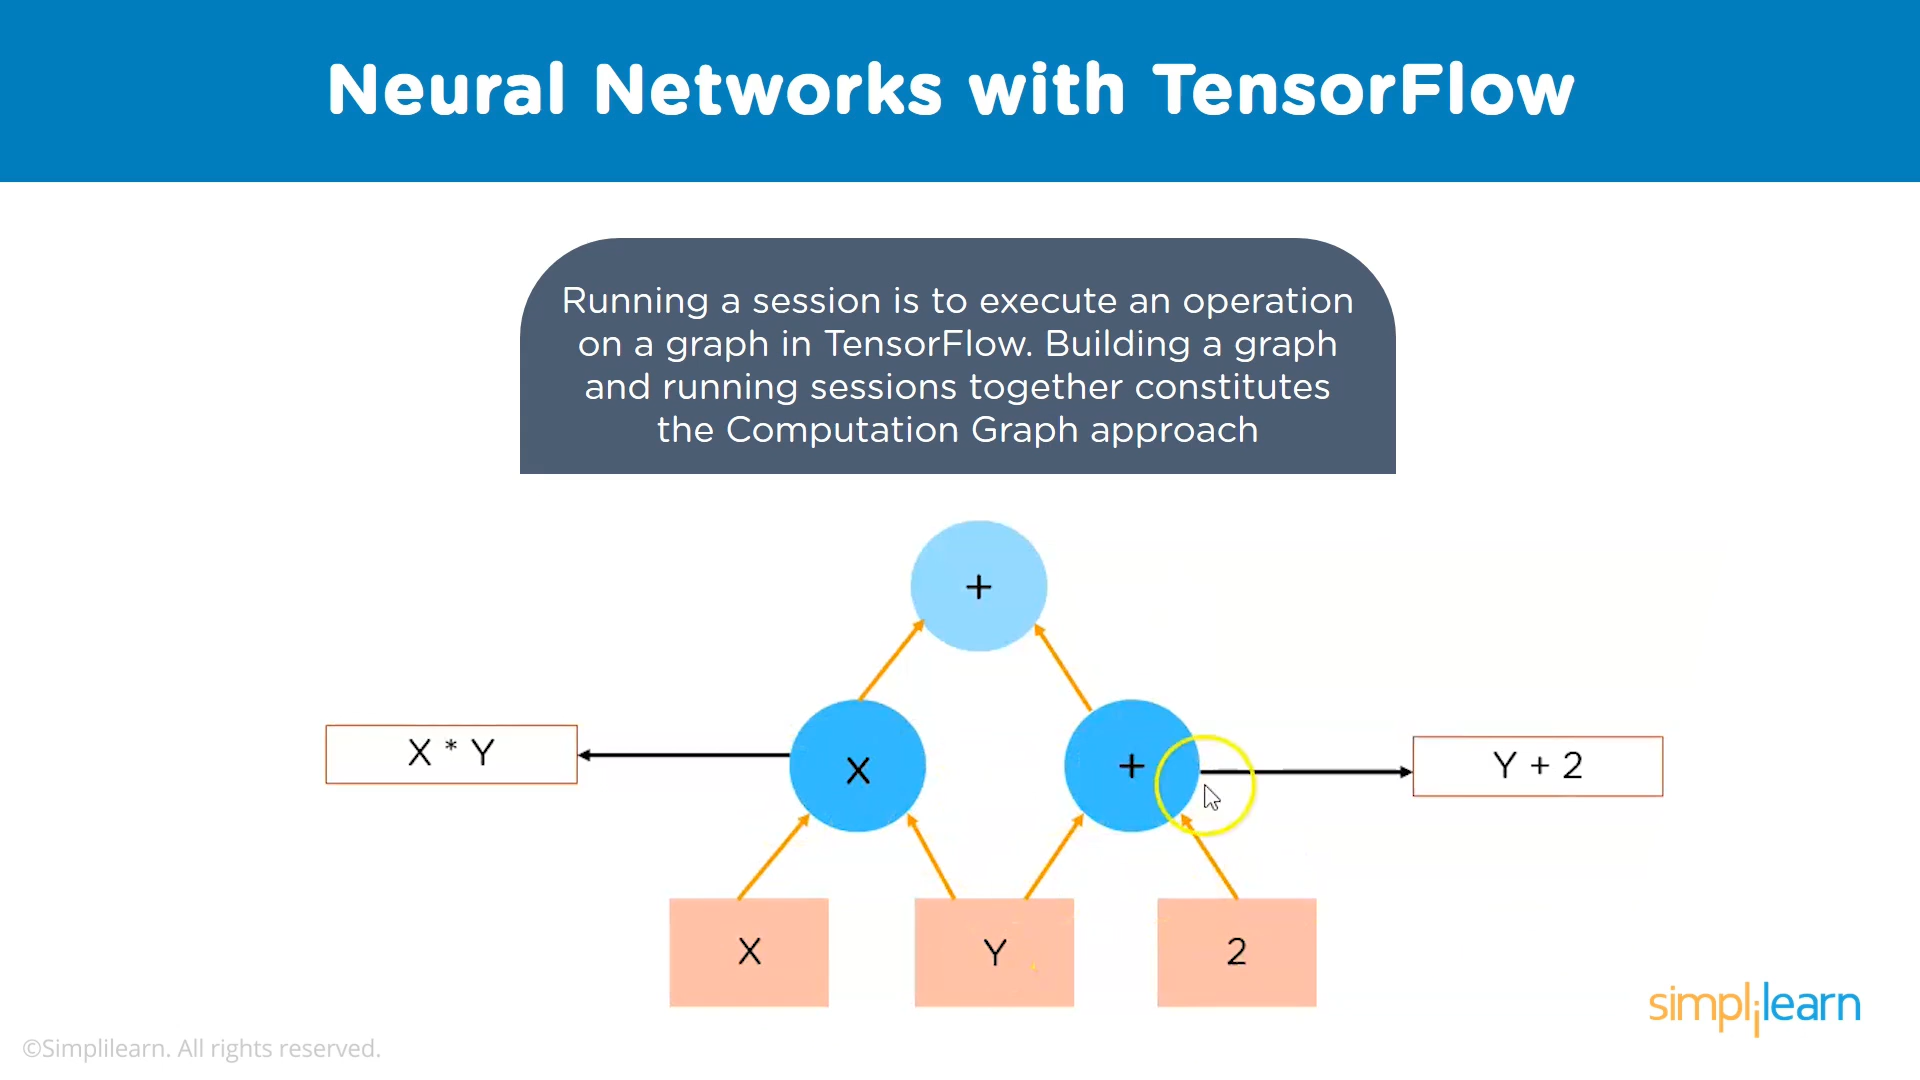 Neural Networks with TensorFlow
Running a session is to execute an operation
on a graph in TensorFlow. Building a graph
and running sessions together constitutes
the Computation Graph approach
+
X * Y
X
+
Y + 2
X
Y
2
simplilearn
©Simplilearn. All rights reserved.